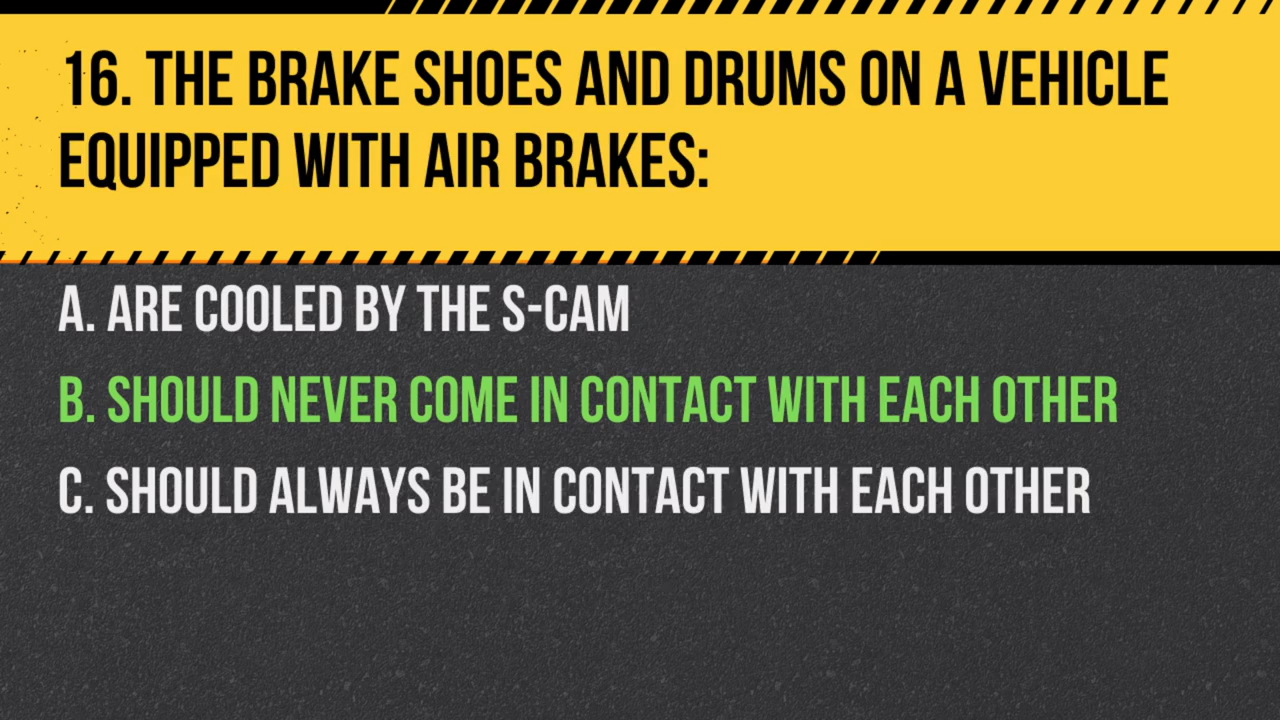 16. THE BRAKE SHOES AND DRUMS ON A VEHICLE
EQUIPPED WITH AIR BRAKES:
A. ARE COOLED BY THE S-CAM
B. SHOULD NEVER COME IN CONTACT WITH EACH OTHER
C. SHOULD ALWAYS BE IN CONTACT WITH EACH OTHER